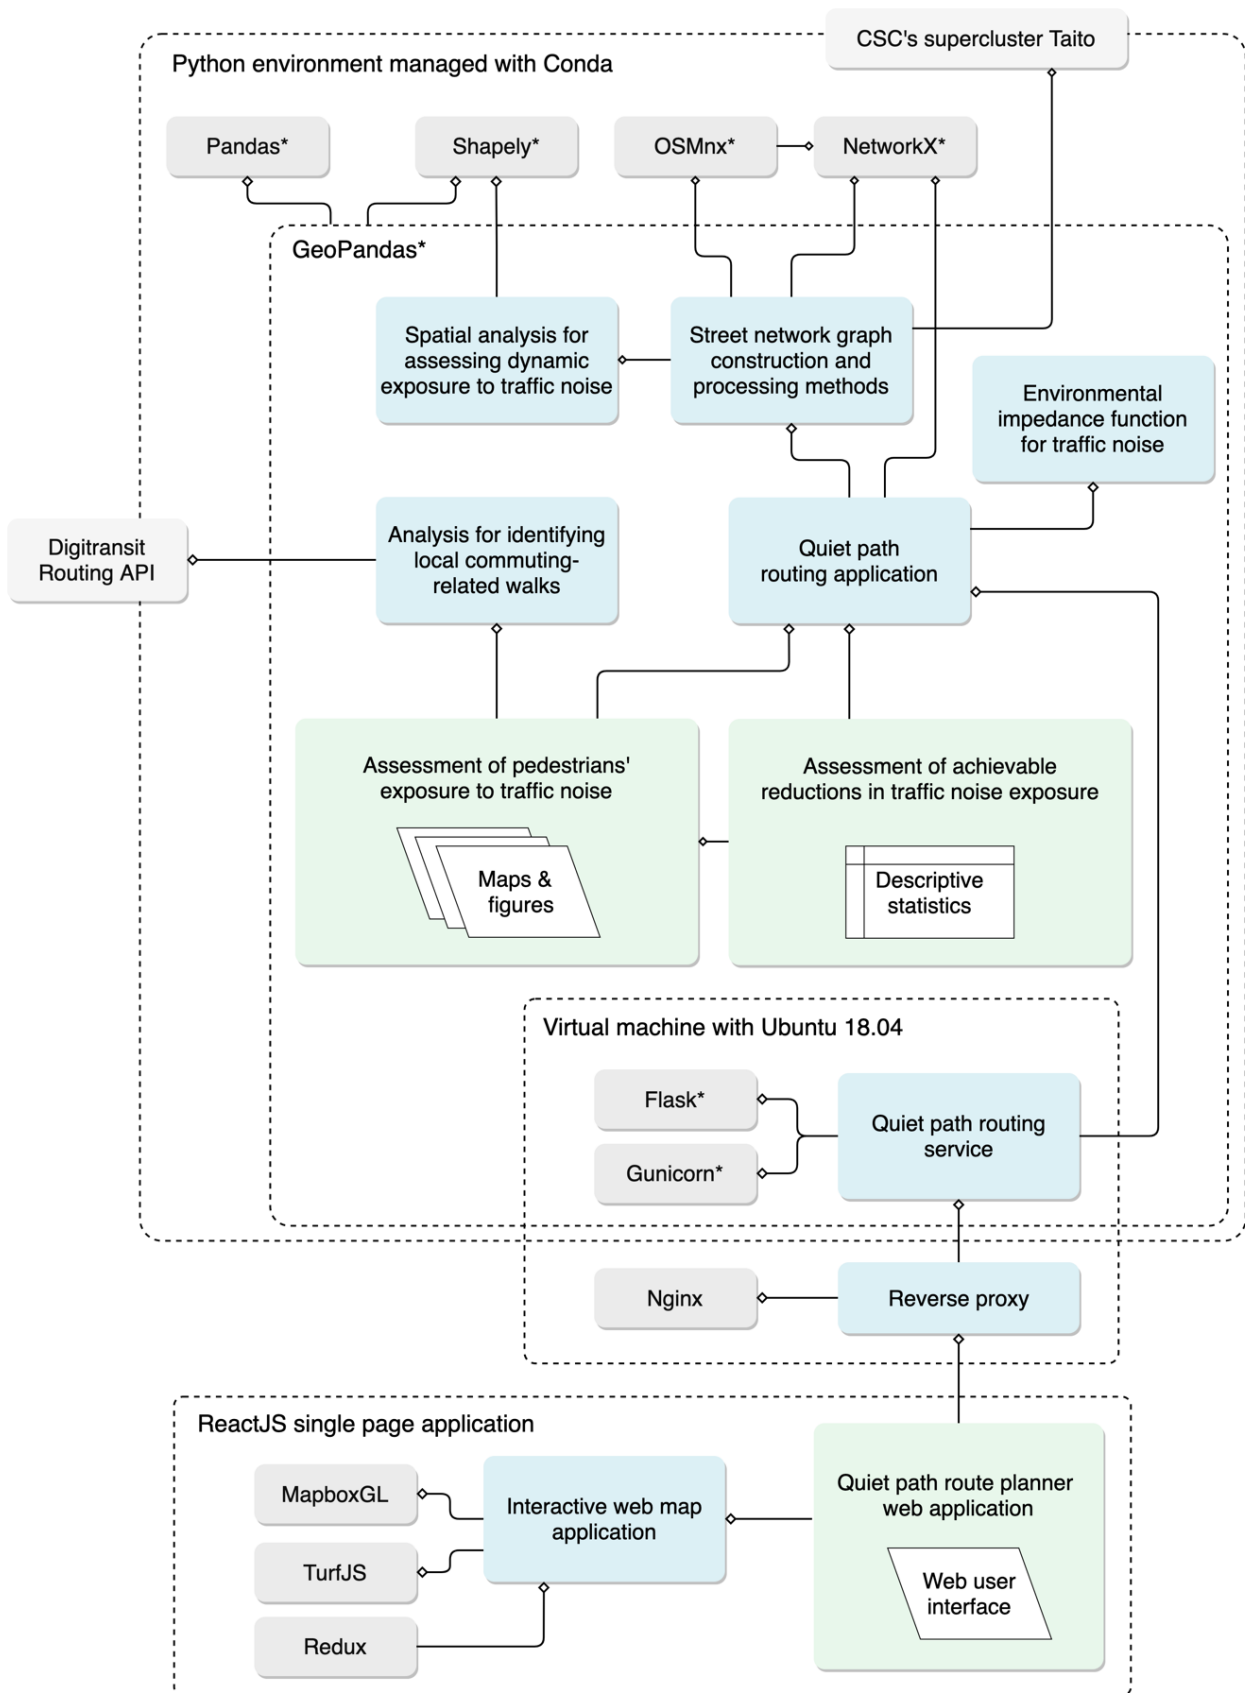 CSC's supercluster Taito
Python environment managed with Conda
Pandas*
Shapely*
OSMnx*
NetworkX*
GeoPandas*
Spatial analysis for
assessing dynamic
exposure to traffic noise
Street network graph
construction and
processing methods
Environmental
impedance function
for traffic noise
Digitransit
Routing API
Analysis for identifying
local commuting-
related walks
Quiet path
routing application
Assessment of pedestrians'
exposure to traffic noise
Maps &
figures
Assessment of achievable
reductions in traffic noise exposure
Descriptive
statistics
Virtual machine with Ubuntu 18.04
Flask*
Gunicorn*
Quiet path routing
service
Nginx
Reverse proxy
ReactJS single page application
MapboxGL
TurfJS
Redux
Interactive web map
application
Quiet path route planner
web application
Web user
interface